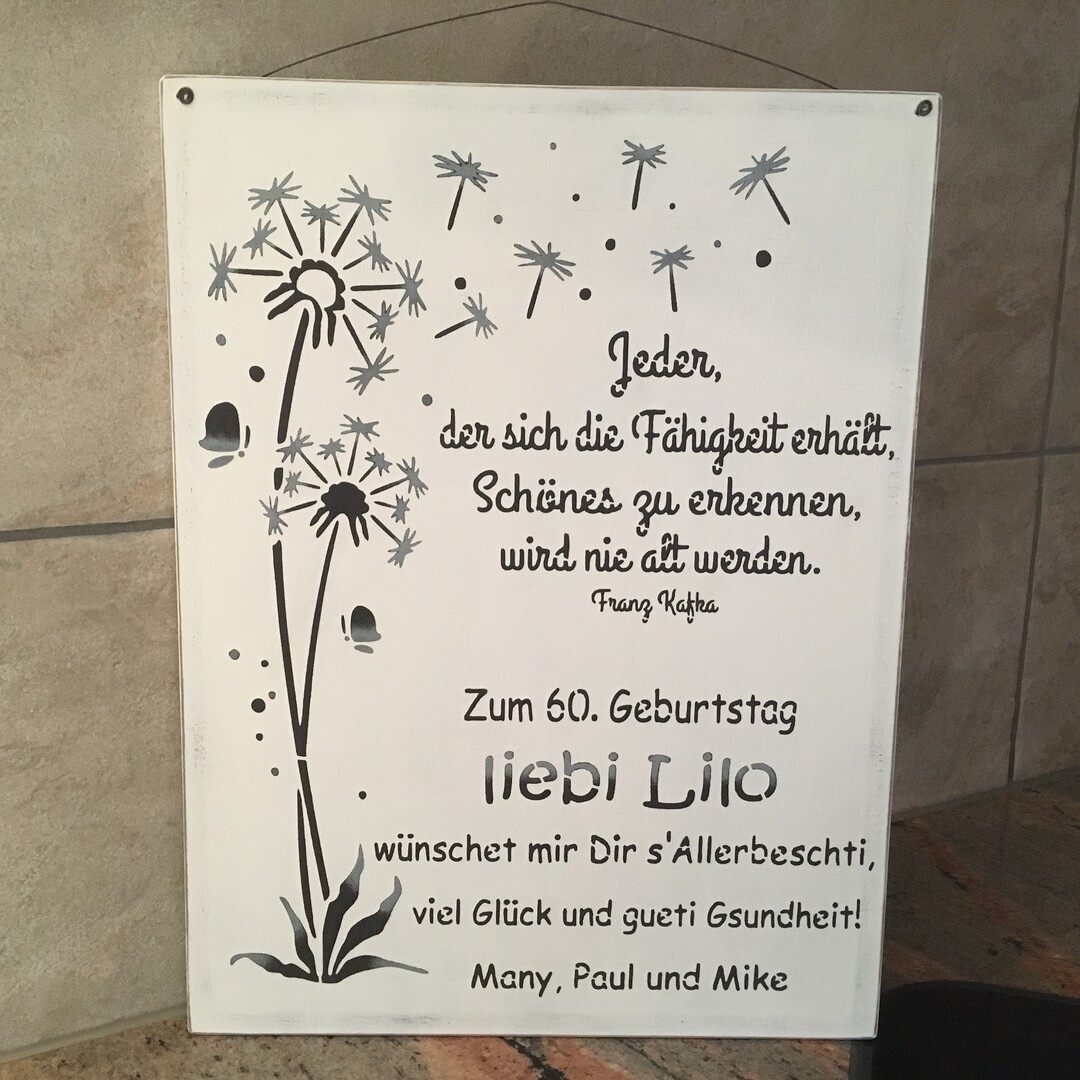 Jeder,
der sich die Fähigkeit erhält,
Schönes zu erkennen,
wird nie alt werden.
Franz Kafka
Zum 60. Geburtstag
liebi Lilo
wünschet mir Dir s'Allerbeschti,
viel Glück und gueti Gsundheit!
Many, Paul und Mike